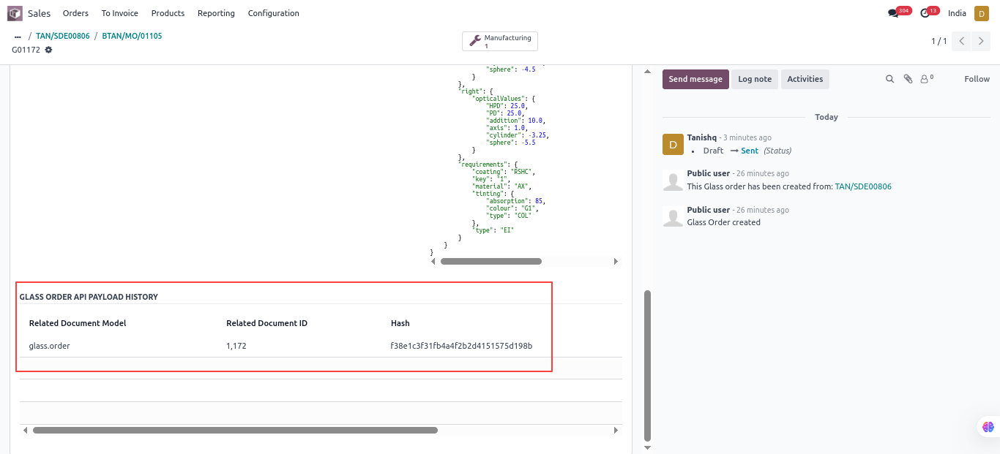 Sales Orders To Invoice Products Reporting Configuration 304 13 India D
... / TAN/SDE00806 / BTAN/MO/01105
G01172
Manufacturing
1
1 / 1
"sphere": -4.5
}
},
"right": {
"opticalValues": {
"HPD": 25.0,
"PD": 25.0,
"addition": 10.0,
"axis": 1.0,
"cylinder": -3.25,
"sphere": -5.5
}
},
"requirements": {
"coating": "RSHC",
"key": "1",
"material": "AX",
"tinting": {
"absorption": 85,
"colour": "G1",
"type": "COL"
},
"type": "EI"
}
}
}
GLASS ORDER API PAYLOAD HISTORY
Related Document Model Related Document ID Hash
glass.order 1,172 f38e1c3f31fb4a4f2b2d4151575d198b
Send message Log note Activities 0 Follow
Today
D
Tanishq - 3 minutes ago
• Draft → Sent (Status)
Public user - 26 minutes ago
This Glass order has been created from: TAN/SDE00806
Public user - 26 minutes ago
Glass Order created